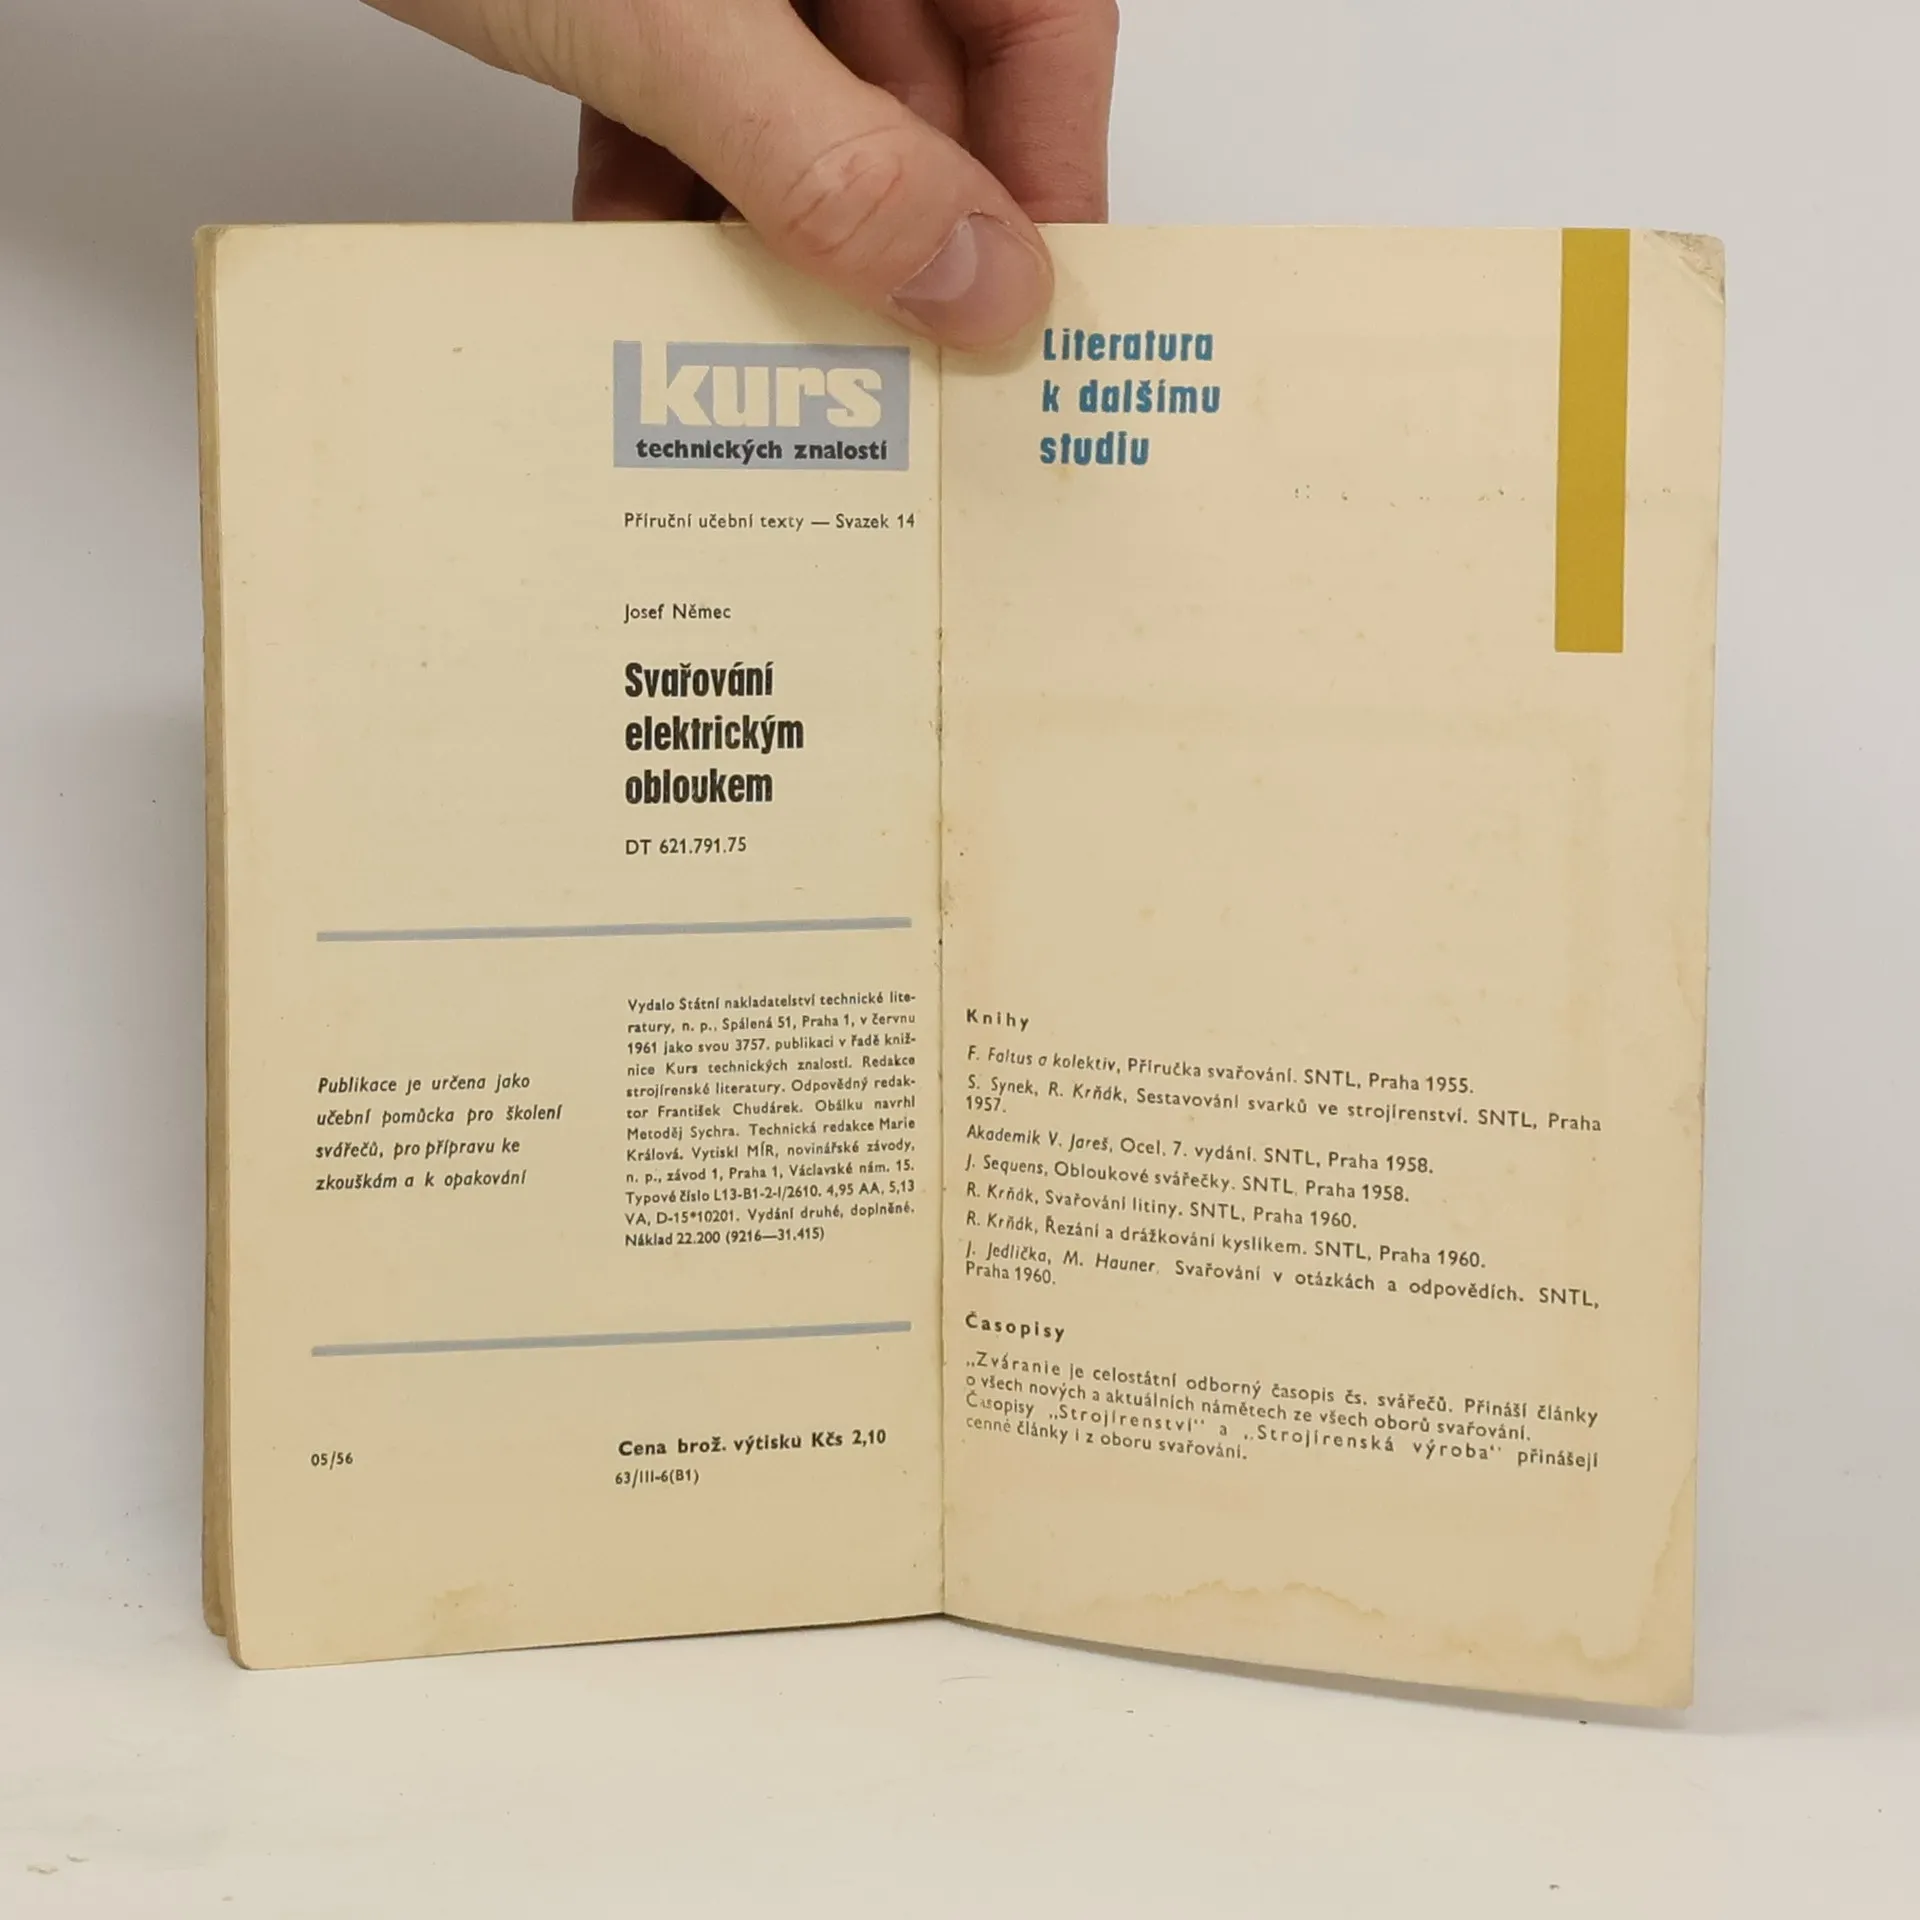 kurs
technických znalostí
Příruční učební texty — Svazek 14
Josef Němec
Svařování
elektrickým
obloukem
DT 621.791.75
Publikace je určena jako
učební pomůcka pro školení
svářečů, pro přípravu ke
zkouškám a k opakování
Vydalo Státní nakladatelství technické lite-
ratury, n. p., Spálená 51, Praha 1, v červnu
1961 jako svou 3757. publikaci v řadě kniž-
nice Kurs technických znalostí. Redakce
strojírenské literatury. Odpovědný redak-
tor František Chudárek. Obálku navrhl
Metoděj Sychra. Technická redakce Marie
Králová. Vytiskl MÍR, novinářské závody,
n. p., závod 1, Praha 1, Václavské nám. 15.
Typové číslo L13-B1-2-I/2610. 4,95 AA, 5,13
VA, D-15*10201. Vydání druhé, doplněné.
Náklad 22.200 (9216—31.415)
05/56
Cena brož. výtisku Kčs 2,10
63/III-6(B1)
Literatura
k dalšímu
studiu
Knihy
F. Faltus a kolektiv, Příručka svařování. SNTL, Praha 1955.
S. Synek, R. Krňák, Sestavování svarků ve strojírenství. SNTL, Praha
1957.
Akademik V. Jareš, Ocel. 7. vydání. SNTL, Praha 1958.
J. Sequens, Obloukové svářečky. SNTL, Praha 1958.
R. Krňák, Svařování litiny. SNTL, Praha 1960.
R. Krňák, Řezání a drážkování kyslíkem. SNTL, Praha 1960.
J. Jedlička, M. Hauner, Svařování v otázkách a odpovědích. SNTL,
Praha 1960.
Časopisy
„Zváranie je celostátní odborný časopis čs. svářečů. Přináší články
o všech nových a aktuálních námětech ze všech oborů svařování.
Časopisy „Strojírenství“ a „Strojírenská výroba“ přinášejí
cenné články i z oboru svařování.